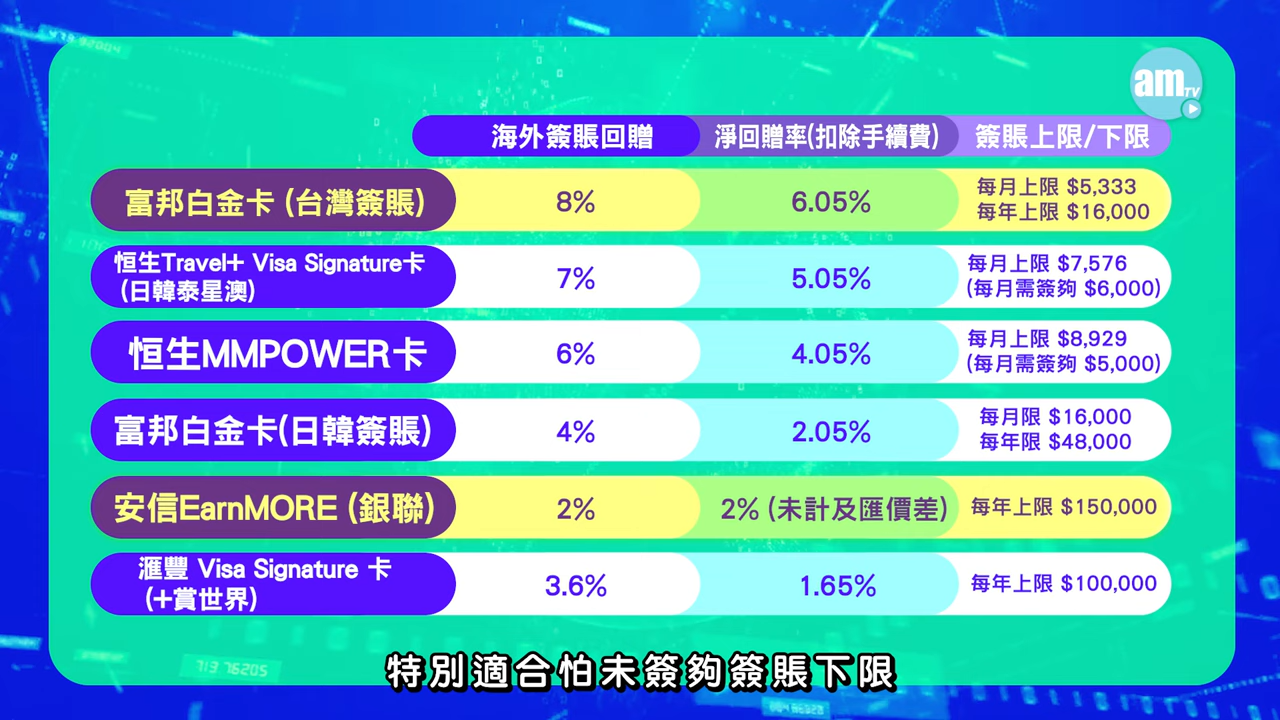 amTV
海外簽賬回贈
淨回贈率(扣除手續費)
簽賬上限/下限
富邦白金卡 (台灣簽賬)
8%
6.05%
每月上限 $5,333
每年上限 $16,000
恒生Travel+ Visa Signature卡
(日韓泰星澳)
7%
5.05%
每月上限 $7,576
(每月需簽夠 $6,000)
恒生MMPOWER卡
6%
4.05%
每月上限 $8,929
(每月需簽夠 $5,000)
富邦白金卡(日韓簽賬)
4%
2.05%
每月限 $16,000
每年限 $48,000
安信EarnMORE (銀聯)
2%
2% (未計及匯價差)
每年上限 $150,000
滙豐 Visa Signature 卡
(+賞世界)
3.6%
1.65%
每年上限 $100,000
特別適合怕未簽夠簽賬下限